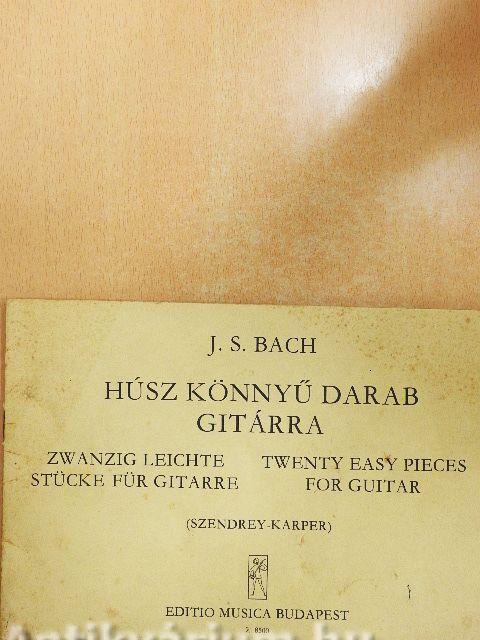 J. S. BACH
HÚSZ KÖNNYŰ DARAB
GITÁRRA
ZWANZIG LEICHTE
STÜCKE FÜR GITARRE
TWENTY EASY PIECES
FOR GUITAR
(SZENDREY-KARPER)
EDITIO MUSICA BUDAPEST
Z. 8500